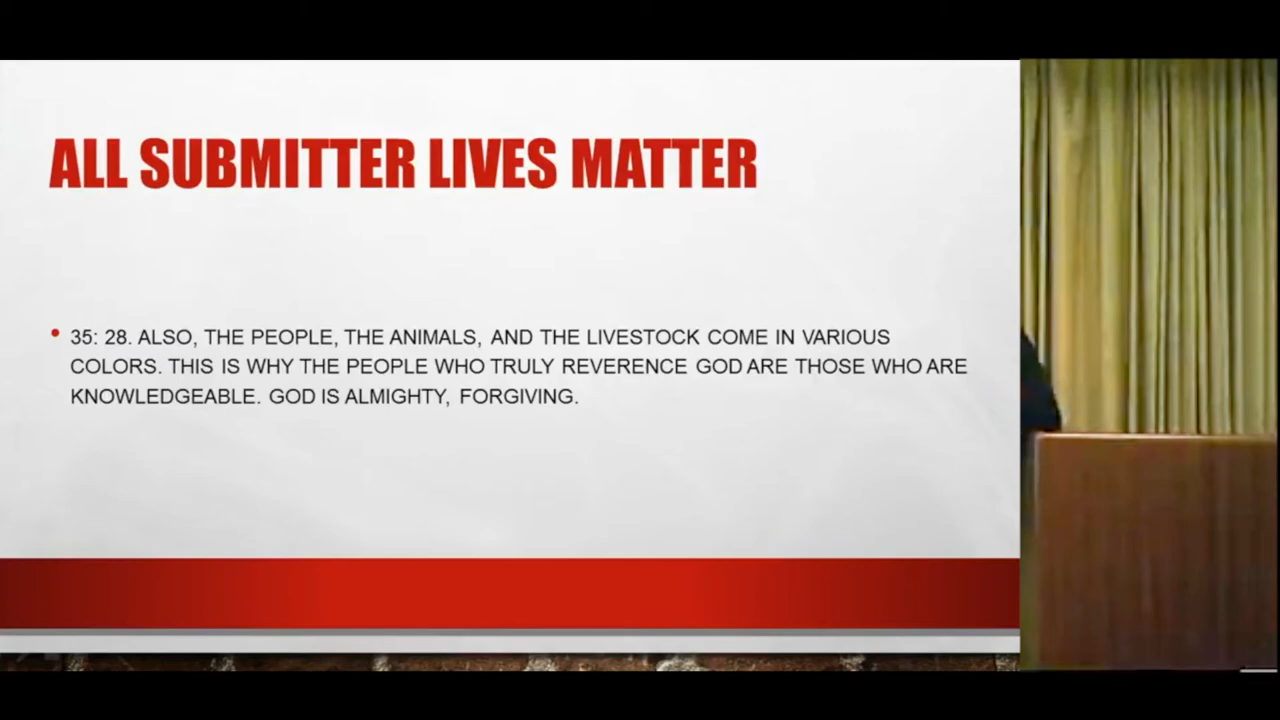 ALL SUBMITTER LIVES MATTER
• 35: 28. ALSO, THE PEOPLE, THE ANIMALS, AND THE LIVESTOCK COME IN VARIOUS
COLORS. THIS IS WHY THE PEOPLE WHO TRULY REVERENCE GOD ARE THOSE WHO ARE
KNOWLEDGEABLE. GOD IS ALMIGHTY, FORGIVING.